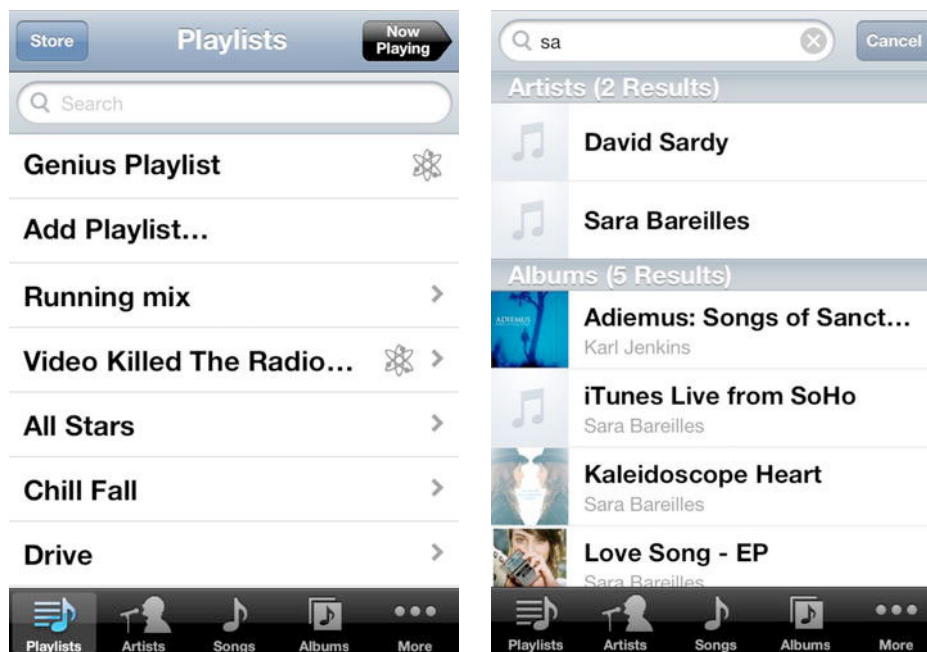 Store
Playlists
Now
Playing
Search
Genius Playlist
Add Playlist...
Running mix
Video Killed The Radio...
All Stars
Chill Fall
Drive
Playlists
Artists
Songs
Albums
More
sa
Cancel
Artists (2 Results)
David Sardy
Sara Bareilles
Albums (5 Results)
ADIEMUS
Adiemus: Songs of Sanct...
Karl Jenkins
iTunes Live from SoHo
Sara Bareilles
Kaleidoscope Heart
Sara Bareilles
Love Song - EP
Sara Bareilles
Playlists
Artists
Songs
Albums
More